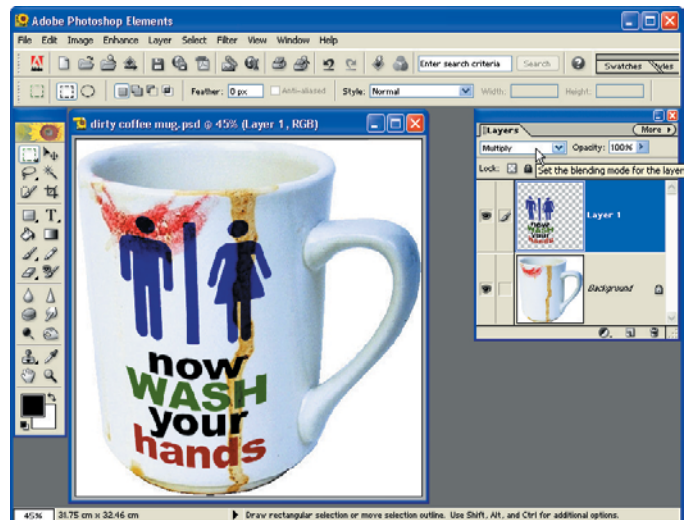 Adobe Photoshop Elements
File Edit Image Enhance Layer Select Filter View Window Help
Enter search criteria Search Swatches Styles
Feather: 0 px Anti-aliased Style: Normal Width: Height:
dirty coffee mug.psd @ 45% (Layer 1, RGB)
now
WASH
your
hands
Layers More
Multiply Opacity: 100%
Lock: Set the blending mode for the layer
now
WASH
your
hands
Layer 1
Background
45% 31.75 cm x 32.46 cm Draw rectangular selection or move selection outline. Use Shift, Alt, and Ctrl for additional options.